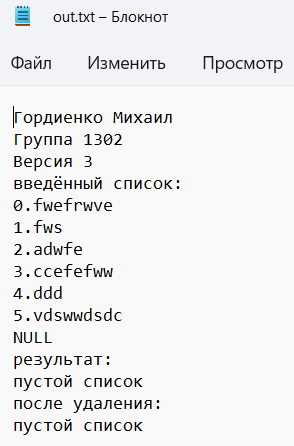 out.txt – Блокнот
Файл Изменить Просмотр
Гордиенко Михаил
Группа 1302
Версия 3
введённый список:
0.fwefrwve
1.fws
2.adwfe
3.ccefefww
4.ddd
5.vdswwdsdc
NULL
результат:
пустой список
после удаления:
пустой список